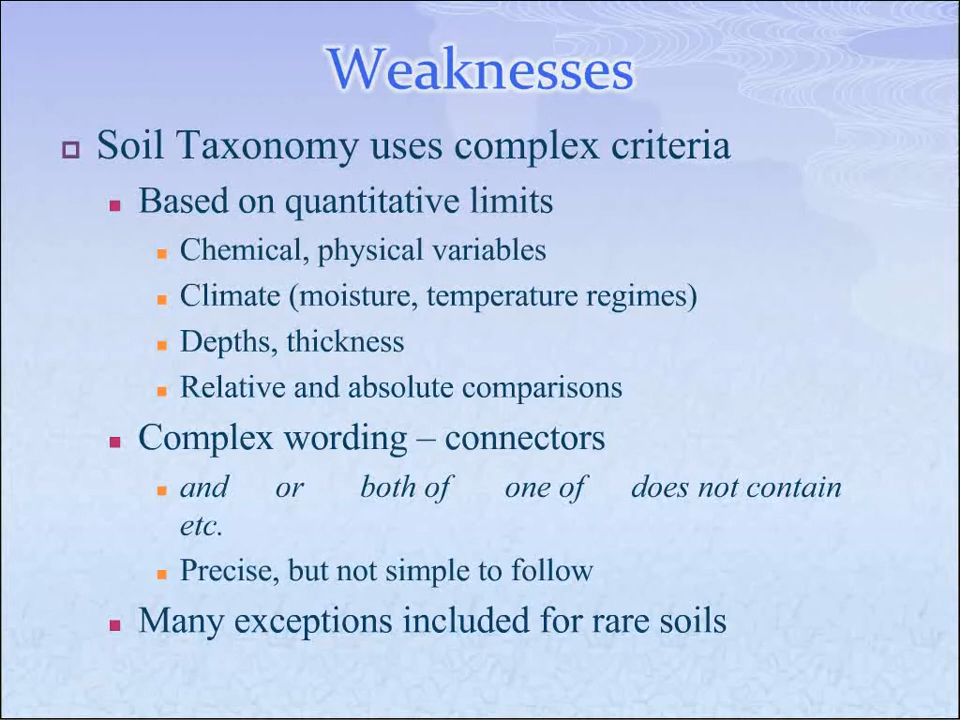 Weaknesses
Soil Taxonomy uses complex criteria
Based on quantitative limits
Chemical, physical variables
Climate (moisture, temperature regimes)
Depths, thickness
Relative and absolute comparisons
Complex wording – connectors
and or both of one of does not contain
etc.
Precise, but not simple to follow
Many exceptions included for rare soils